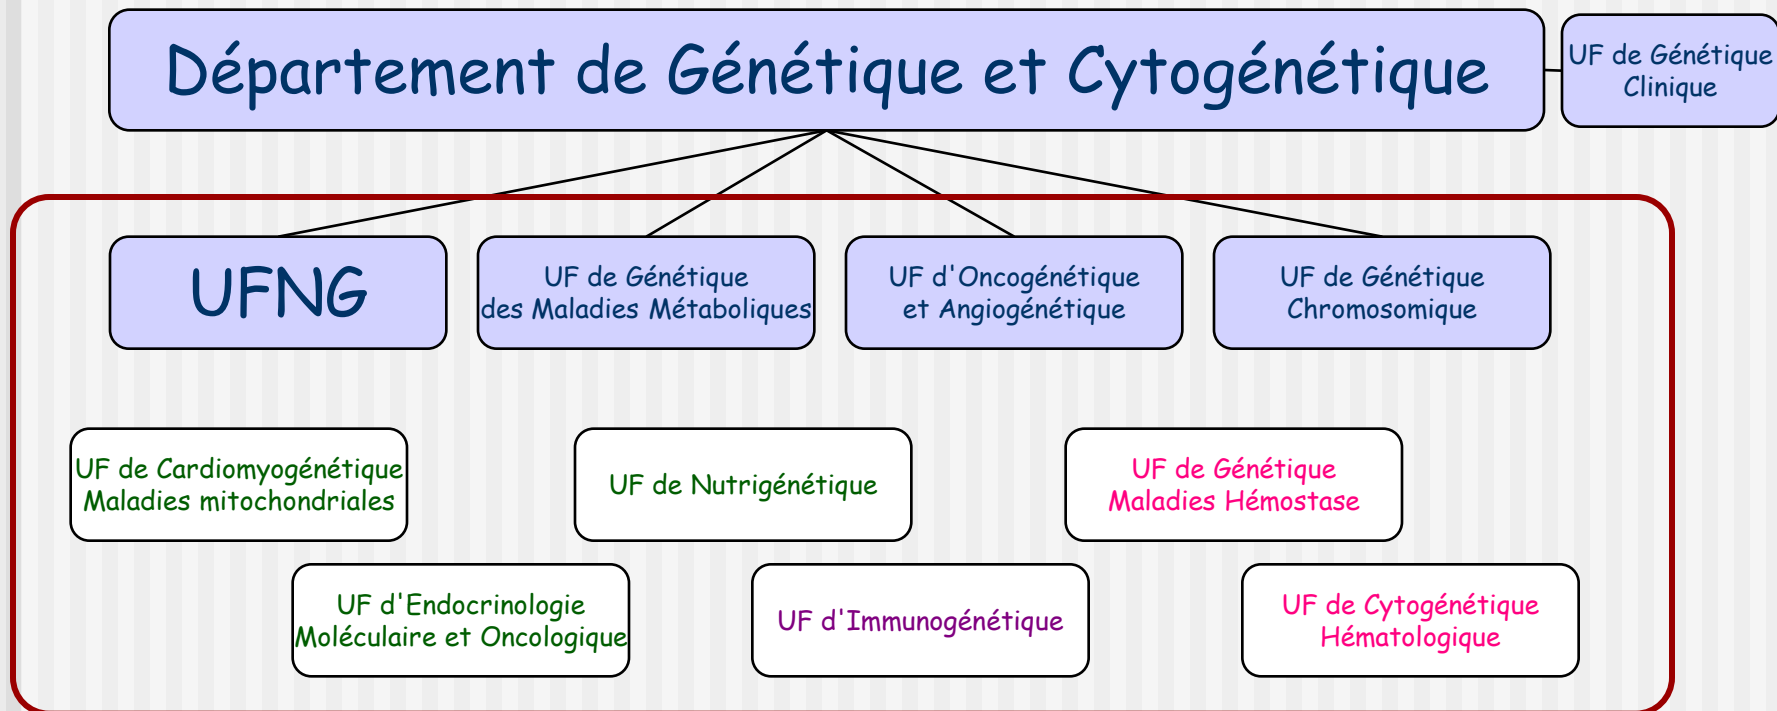 Département de Génétique et Cytogénétique
UF de Génétique
Clinique
UFNG
UF de Génétique
des Maladies Métaboliques
UF d'Oncogénétique
et Angiogénétique
UF de Génétique
Chromosomique
UF de Cardiomyogénétique
Maladies mitochondriales
UF de Nutrigénétique
UF de Génétique
Maladies Hémostase
UF d'Endocrinologie
Moléculaire et Oncologique
UF d'Immunogénétique
UF de Cytogénétique
Hématologique